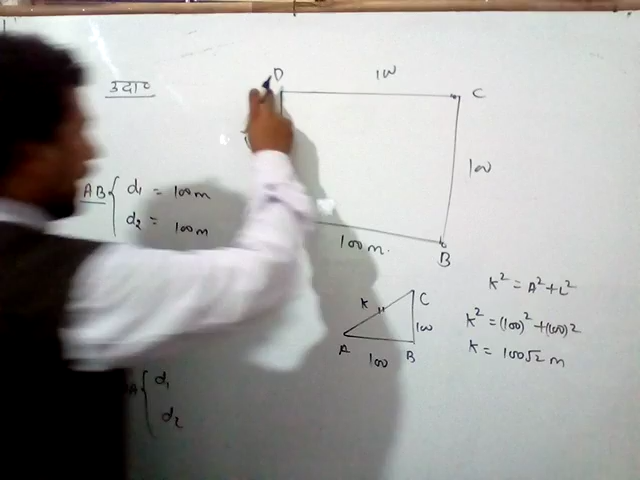 उदा०
D
100
C
100
B
100 m.
AB { d₁ = 100 m
d₂ = 100 m
K² = A² + L²
K² = (100)² + (100)²
K = 100√2 m
K
C
100
A
B
100
A { d₁
d₂